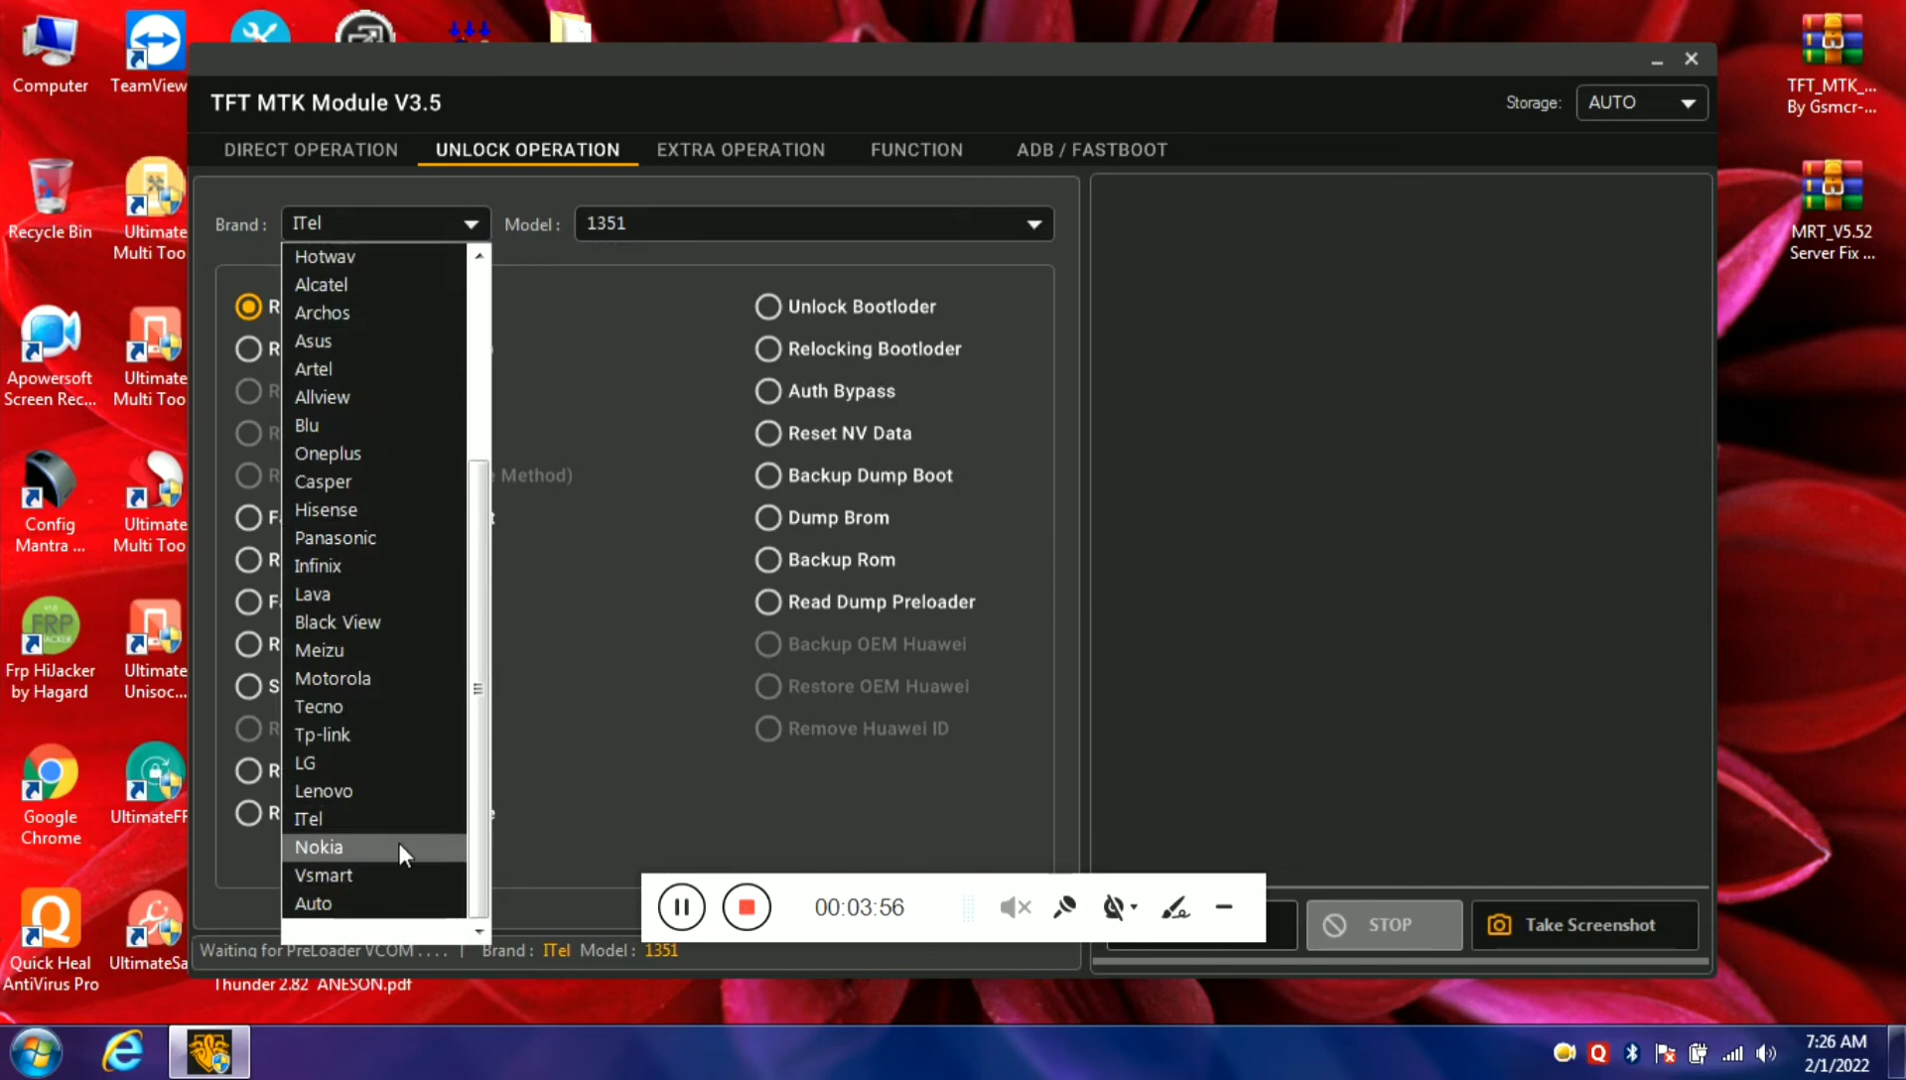 Computer
TeamView
Recycle Bin
Ultimate
Multi Too
Apowersoft
Screen Rec...
Ultimate
Multi Too
Config
Mantra ...
Ultimate
Multi Too
FRP
HIJACKER
Frp HiJacker
by Hagard
Ultimate
Unisoc...
Google
Chrome
UltimateFF
Quick Heal
AntiVirus Pro
UltimateSa
Thunder 2.82 ANESON.pdf
TFT_MTK_...
By Gsmcr-...
MRT_V5.52
Server Fix ...
TFT MTK Module V3.5
Storage: AUTO
DIRECT OPERATION UNLOCK OPERATION EXTRA OPERATION FUNCTION ADB / FASTBOOT
Brand : ITel Model : 1351
Hotwav
Alcatel
Archos
Asus
Artel
Allview
Blu
Oneplus
Casper
Hisense
Panasonic
Infinix
Lava
Black View
Meizu
Motorola
Tecno
Tp-link
LG
Lenovo
ITel
Nokia
Vsmart
Auto
Method)
Unlock Bootloder
Relocking Bootloder
Auth Bypass
Reset NV Data
Backup Dump Boot
Dump Brom
Backup Rom
Read Dump Preloader
Backup OEM Huawei
Restore OEM Huawei
Remove Huawei ID
00:03:56
STOP
Take Screenshot
Waiting for PreLoader VCOM . . . . | Brand : ITel Model : 1351
7:26 AM
2/1/2022